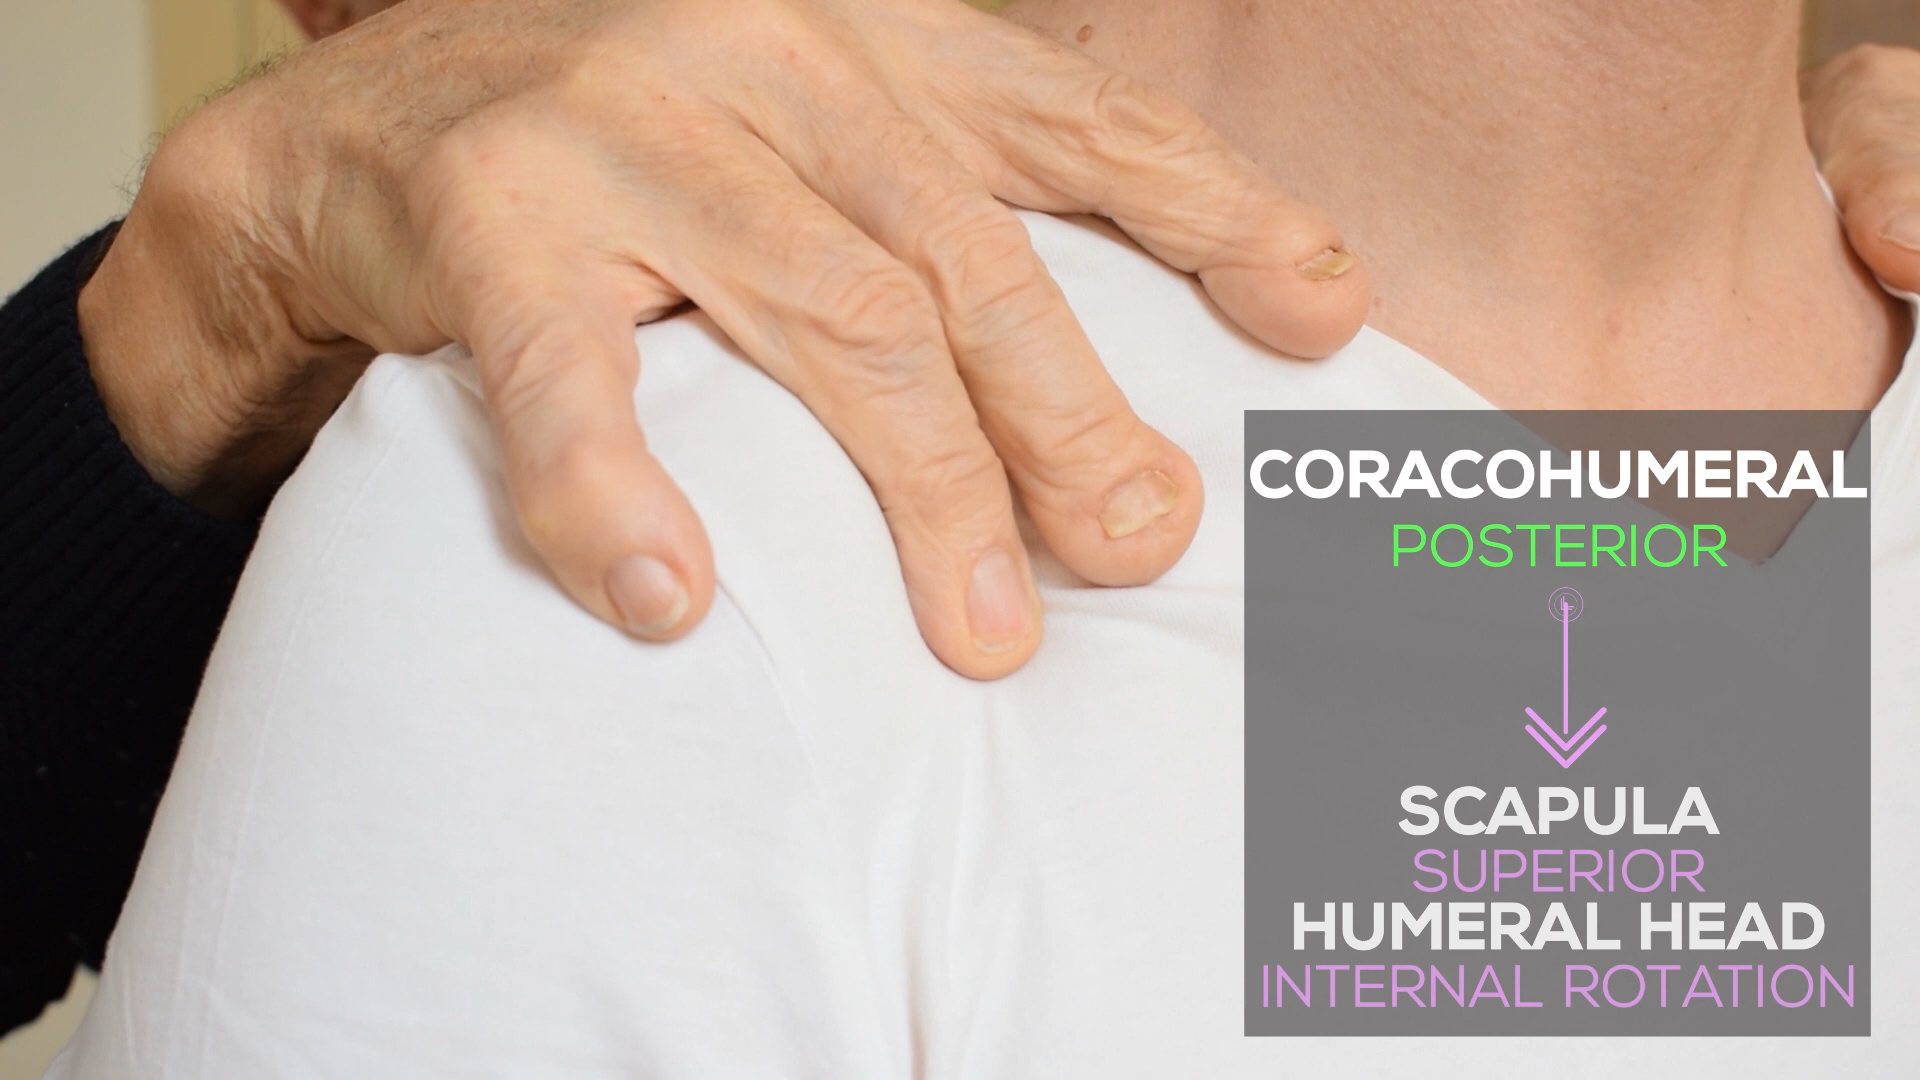 CORACOHUMERAL
POSTERIOR
SCAPULA
SUPERIOR
HUMERAL HEAD
INTERNAL ROTATION